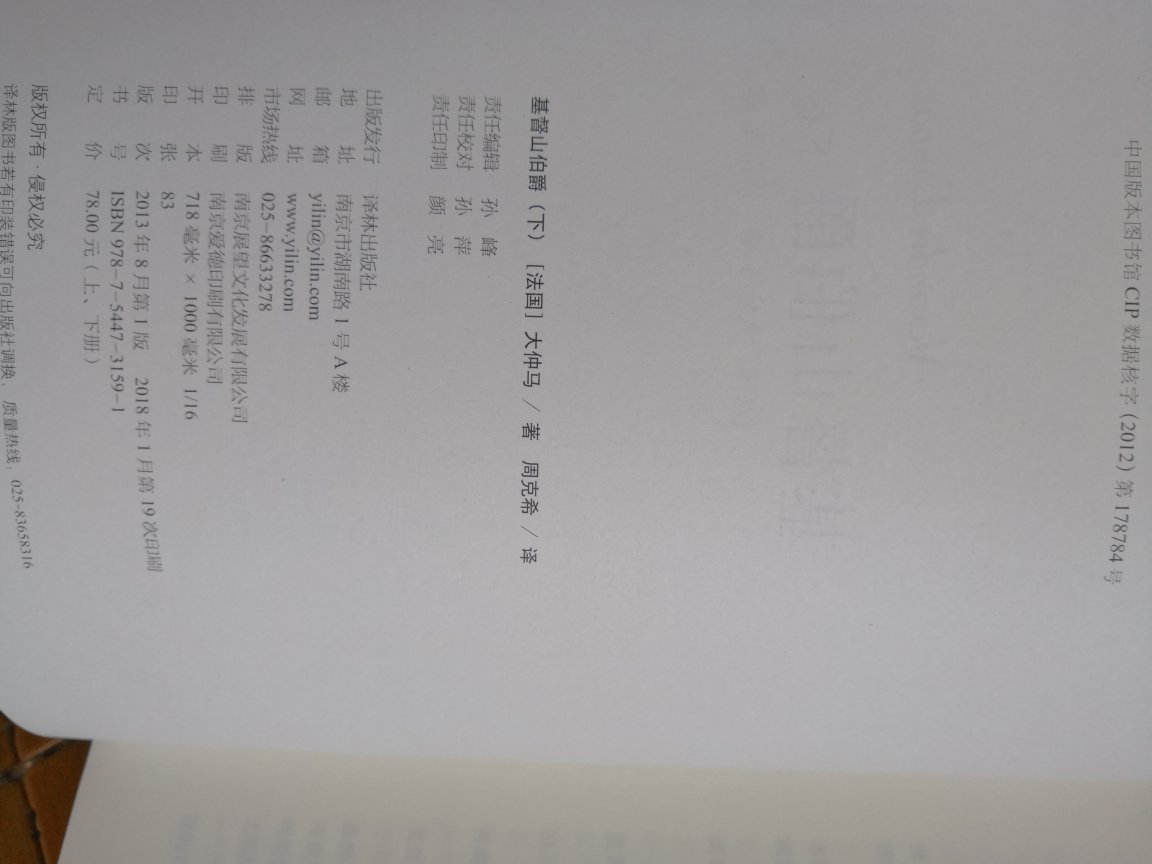 中国版本图书馆 CIP 数据核字（2012）第 178784 号
基督山伯爵（下） ［法国］大仲马 / 著 周克希 / 译
责任编辑 孙 峰
责任校对 孙 萍
责任印制 颜 亮
出版发行 译林出版社
地 址 南京市湖南路 1 号 A 楼
邮 箱 yilin@yilin.com
网 址 www.yilin.com
市场热线 025-86633278
排 版 南京展望文化发展有限公司
印 刷 南京爱德印刷有限公司
开 本 718 毫米 × 1000 毫米 1/16
印 张 83
版 次 2013 年 8 月第 1 版 2018 年 1 月第 19 次印刷
书 号 ISBN 978-7-5447-3159-1
定 价 78.00 元（上、下册）
版权所有·侵权必究
译林版图书若有印装错误可向出版社调换，质量热线：025-83658316